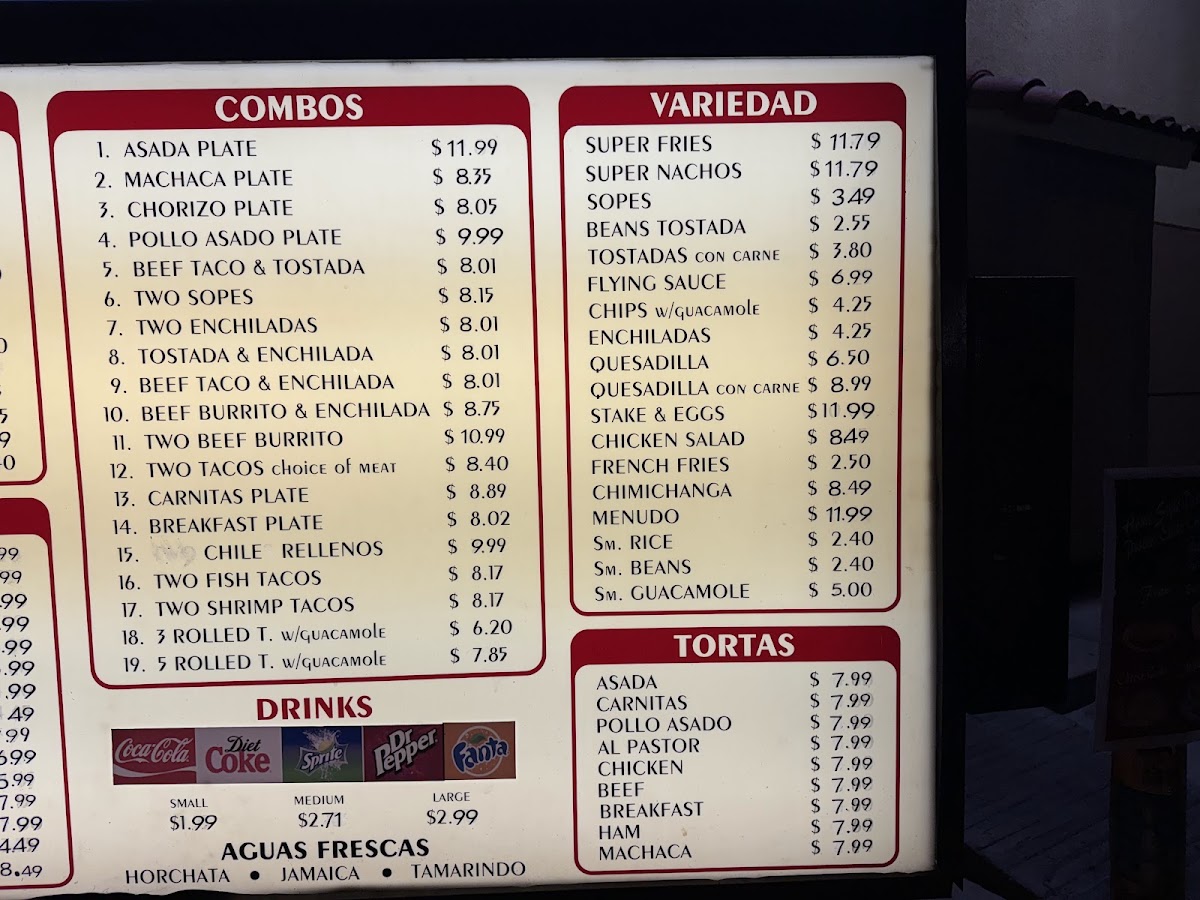 COMBOS
1. ASADA PLATE $ 11.99
2. MACHACA PLATE $ 8.35
3. CHORIZO PLATE $ 8.05
4. POLLO ASADO PLATE $ 9.99
5. BEEF TACO & TOSTADA $ 8.01
6. TWO SOPES $ 8.15
7. TWO ENCHILADAS $ 8.01
8. TOSTADA & ENCHILADA $ 8.01
9. BEEF TACO & ENCHILADA $ 8.01
10. BEEF BURRITO & ENCHILADA $ 8.75
11. TWO BEEF BURRITO $ 10.99
12. TWO TACOS CHOICE of MEAT $ 8.40
13. CARNITAS PLATE $ 8.89
14. BREAKFAST PLATE $ 8.02
15. CHILE RELLENOS $ 9.99
16. TWO FISH TACOS $ 8.17
17. TWO SHRIMP TACOS $ 8.17
18. 3 ROLLED T. w/GUACAMOLE $ 6.20
19. 5 ROLLED T. w/GUACAMOLE $ 7.85
DRINKS
Coca-Cola Diet Coke Sprite Dr Pepper Fanta
SMALL MEDIUM LARGE
$1.99 $2.71 $2.99
AGUAS FRESCAS
HORCHATA • JAMAICA • TAMARINDO
VARIEDAD
SUPER FRIES $ 11.79
SUPER NACHOS $ 11.79
SOPES $ 3.49
BEANS TOSTADA $ 2.55
TOSTADAS CON CARNE $ 3.80
FLYING SAUCE $ 6.99
CHIPS w/GUACAMOLE $ 4.25
ENCHILADAS $ 4.25
QUESADILLA $ 6.50
QUESADILLA CON CARNE $ 8.99
STAKE & EGGS $ 11.99
CHICKEN SALAD $ 849
FRENCH FRIES $ 2.50
CHIMICHANGA $ 8.49
MENUDO $ 11.99
Sm. RICE $ 2.40
Sm. BEANS $ 2.40
Sm. GUACAMOLE $ 5.00
TORTAS
ASADA $ 7.99
CARNITAS $ 7.99
POLLO ASADO $ 7.99
AL PASTOR $ 7.99
CHICKEN $ 7.99
BEEF $ 7.99
BREAKFAST $ 7.99
HAM $ 7.99
MACHACA $ 7.99